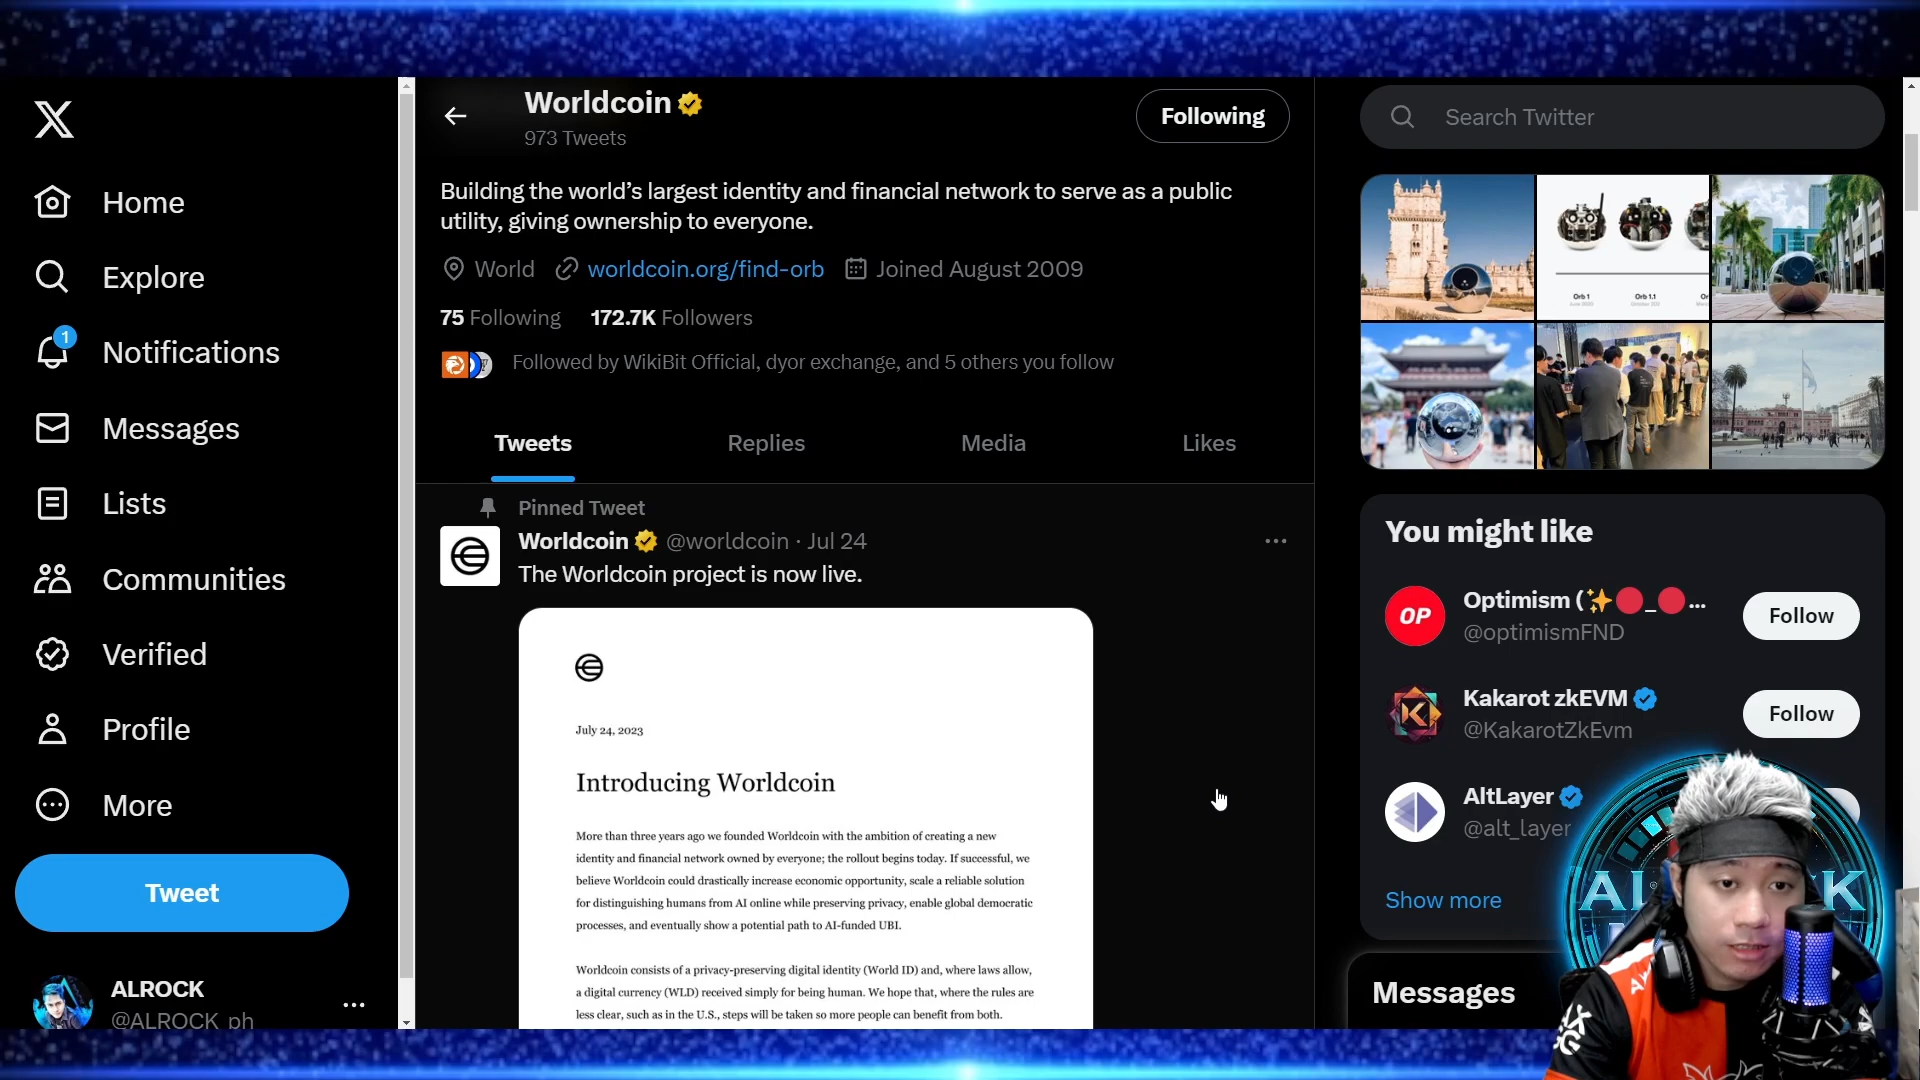 Home
Explore
1
Notifications
Messages
Lists
Communities
Verified
Profile
More
Tweet
ALROCK
@ALROCK_ph
Worldcoin
973 Tweets
Following
Building the world’s largest identity and financial network to serve as a public
utility, giving ownership to everyone.
World worldcoin.org/find-orb Joined August 2009
75 Following 172.7K Followers
Followed by WikiBit Official, dyor exchange, and 5 others you follow
Tweets Replies Media Likes
Pinned Tweet
Worldcoin @worldcoin · Jul 24
The Worldcoin project is now live.
July 24, 2023
Introducing Worldcoin
More than three years ago we founded Worldcoin with the ambition of creating a new
identity and financial network owned by everyone; the rollout begins today. If successful, we
believe Worldcoin could drastically increase economic opportunity, scale a reliable solution
for distinguishing humans from AI online while preserving privacy, enable global democratic
processes, and eventually show a potential path to AI-funded UBI.
Worldcoin consists of a privacy-preserving digital identity (World ID) and, where laws allow,
a digital currency (WLD) received simply for being human. We hope that, where the rules are
less clear, such as in the U.S., steps will be taken so more people can benefit from both.
Search Twitter
Orb 1 Orb 1.1
You might like
OP
Optimism (✨🔴_🔴...
@optimismFND
Follow
Kakarot zkEVM
@KakarotZkEvm
Follow
AltLayer
@alt_layer
Show more
Messages